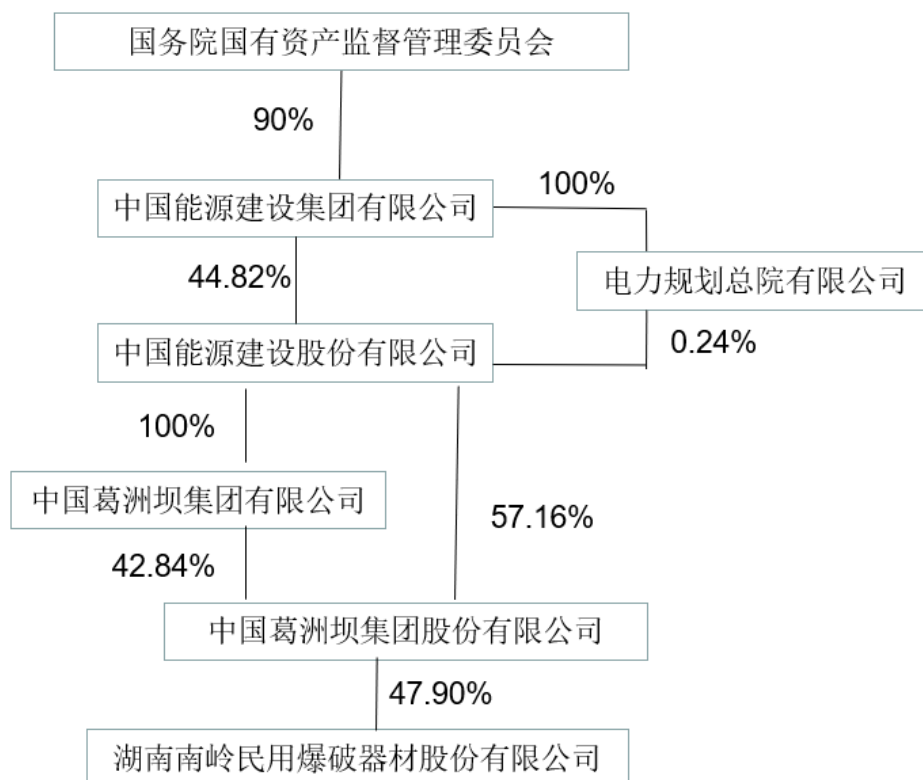 国务院国有资产监督管理委员会
90%
中国能源建设集团有限公司
100%
电力规划总院有限公司
44.82%
0.24%
中国能源建设股份有限公司
100%
中国葛洲坝集团有限公司
57.16%
42.84%
中国葛洲坝集团股份有限公司
47.90%
湖南南岭民用爆破器材股份有限公司